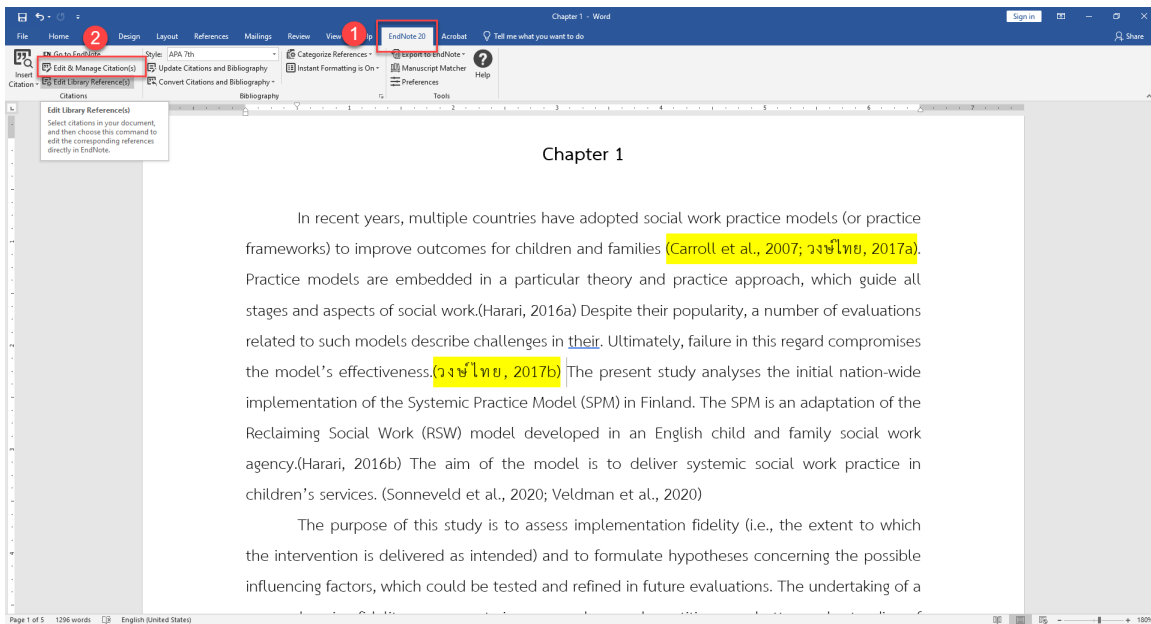 Chapter 1 - Word
Sign in
File Home Design Layout References Mailings Review View EndNote 20 Acrobat Tell me what you want to do Share
1
2
Insert Citation
Go to EndNote
Edit & Manage Citation(s)
Edit Library Reference(s)
Citations
Style: APA 7th
Update Citations and Bibliography
Convert Citations and Bibliography
Categorize References
Instant Formatting is On
Bibliography
Export to EndNote
Manuscript Matcher
Preferences
Help
Tools
Edit Library Reference(s)
Select citations in your document,
and then choose this command to
edit the corresponding references
directly in EndNote.
Chapter 1
In recent years, multiple countries have adopted social work practice models (or practice
frameworks) to improve outcomes for children and families (Carroll et al., 2007; วงษ์ไทย, 2017a).
Practice models are embedded in a particular theory and practice approach, which guide all
stages and aspects of social work.(Harari, 2016a) Despite their popularity, a number of evaluations
related to such models describe challenges in their. Ultimately, failure in this regard compromises
the model's effectiveness.(วงษ์ไทย, 2017b) The present study analyses the initial nation-wide
implementation of the Systemic Practice Model (SPM) in Finland. The SPM is an adaptation of the
Reclaiming Social Work (RSW) model developed in an English child and family social work
agency.(Harari, 2016b) The aim of the model is to deliver systemic social work practice in
children's services. (Sonneveld et al., 2020; Veldman et al., 2020)
The purpose of this study is to assess implementation fidelity (i.e., the extent to which
the intervention is delivered as intended) and to formulate hypotheses concerning the possible
influencing factors, which could be tested and refined in future evaluations. The undertaking of a
Page 1 of 5 1296 words English (United States) 180%